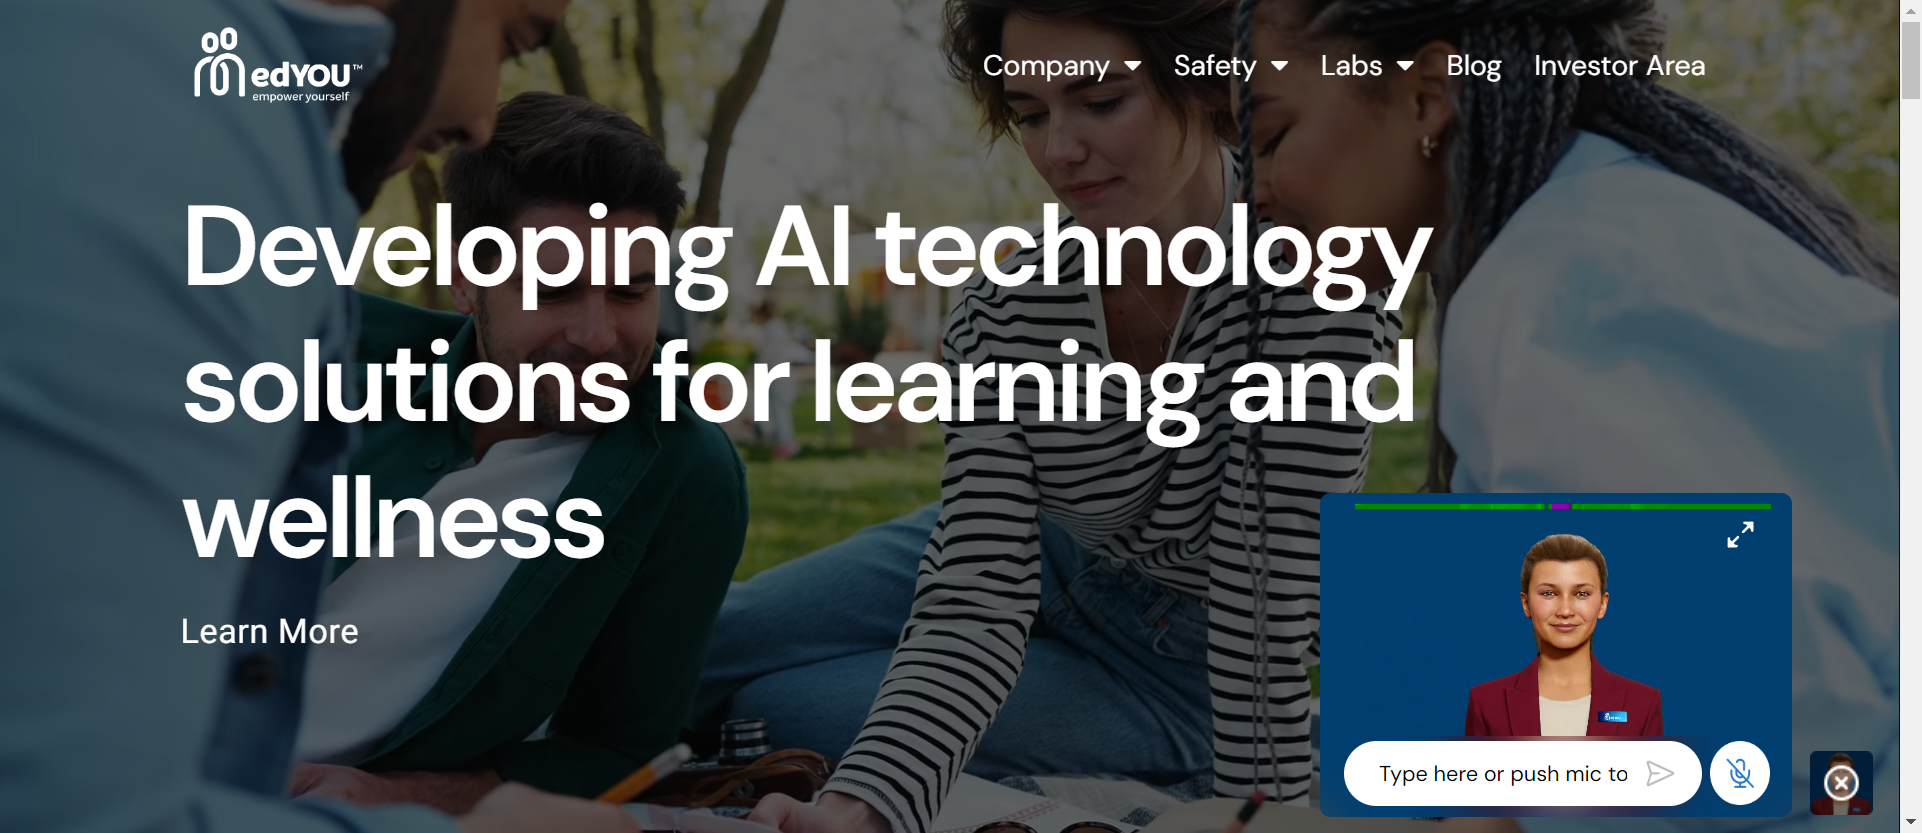 edYOU™
empower yourself
Company
Safety
Labs
Blog
Investor Area
Developing AI technology
solutions for learning and
wellness
Learn More
Type here or push mic to